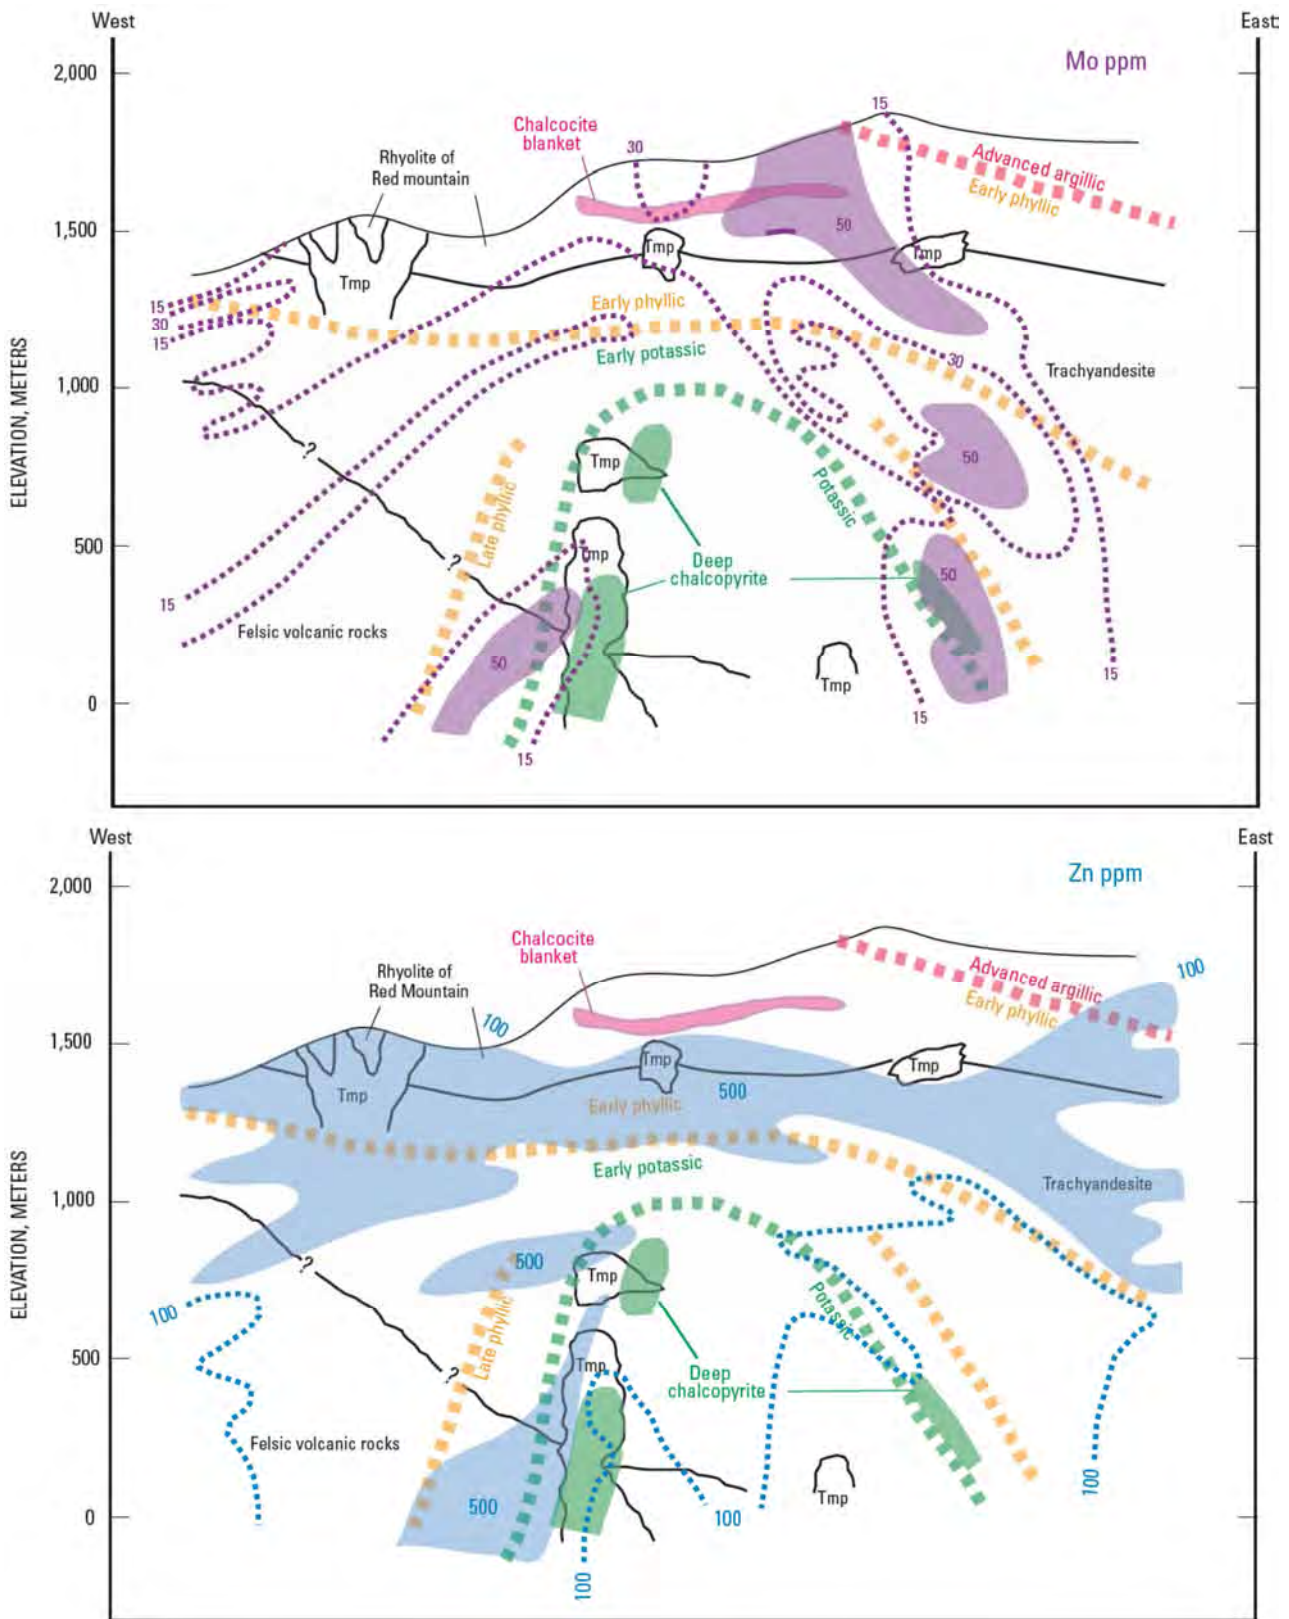 West
East
2,000
Mo ppm
15
Chalcocite
blanket
30
Rhyolite of
Red mountain
Advanced argillic
Early phyllic
1,500
50
Tmp
Tmp
Tmp
15
30
15
Early phyllic
Early potassic
30
Trachyandesite
ELEVATION, METERS
1,000
?
Tmp
50
Potassic
Late phyllic
500
?
Tmp
Deep
chalcopyrite
50
15
Felsic volcanic rocks
50
Tmp
15
0
15
15
West
East
2,000
Zn ppm
Chalcocite
blanket
Rhyolite of
Red Mountain
100
Advanced argillic
Early phyllic
100
1,500
Tmp
Tmp
Tmp
500
Early phyllic
Early potassic
Trachyandesite
ELEVATION, METERS
1,000
?
500
Tmp
100
Potassic
Late phyllic
500
?
Tmp
Deep
chalcopyrite
Felsic volcanic rocks
500
100
Tmp
100
0
100